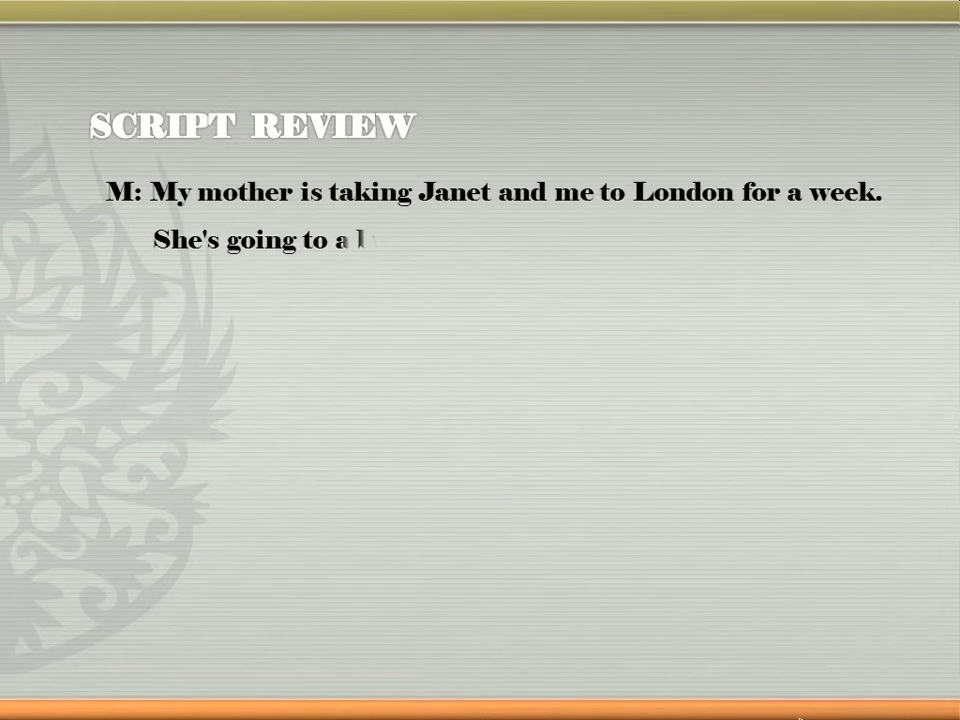 SCRIPT REVIEW
M: My mother is taking Janet and me to London for a week.
She's going to a